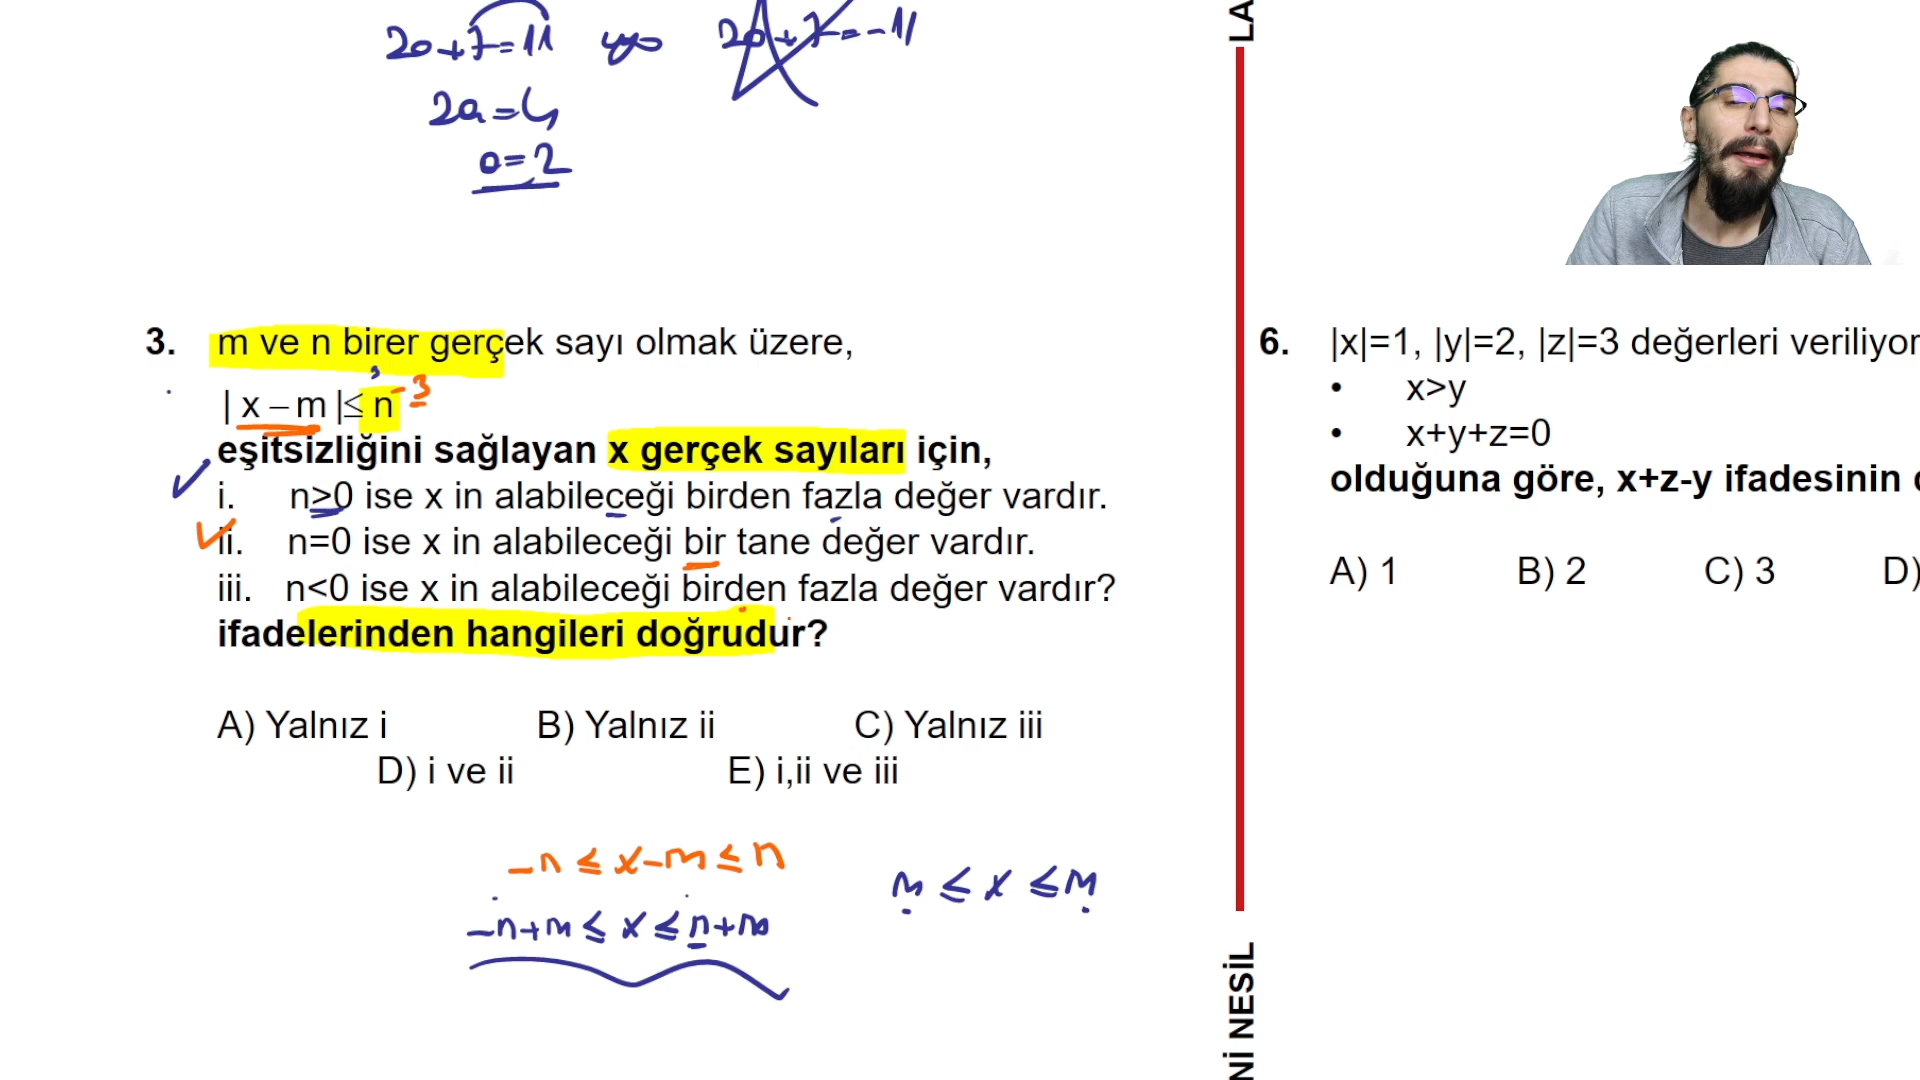 2a+7=11 veya 2a+7=-11
2a=4
a=2
3. m ve n birer gerçek sayı olmak üzere,
|x–m|≤n -3
eşitsizliğini sağlayan x gerçek sayıları için,
i. n≥0 ise x in alabileceği birden fazla değer vardır.
ii. n=0 ise x in alabileceği bir tane değer vardır.
iii. n<0 ise x in alabileceği birden fazla değer vardır?
ifadelerinden hangileri doğrudur?
A) Yalnız i B) Yalnız ii C) Yalnız iii
D) i ve ii E) i,ii ve iii
-n≤x-m≤n
-n+m≤x≤n+m
m≤x≤m
LA
Nİ NESİL
6. |x|=1, |y|=2, |z|=3 değerleri veriliyor
• x>y
• x+y+z=0
olduğuna göre, x+z-y ifadesinin
A) 1 B) 2 C) 3 D)